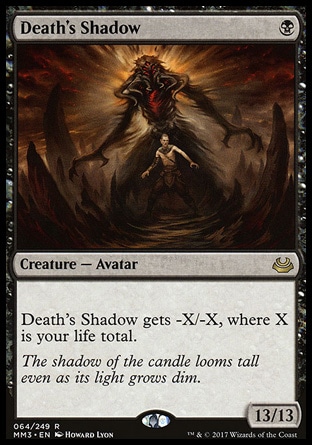 Death's Shadow
Creature — Avatar
Death's Shadow gets -X/-X, where X
is your life total.
The shadow of the candle looms tall
even as its light grows dim.
064/249 R
MM3 • EN Howard Lyon
™ & © 2017 Wizards of the Coast
13/13